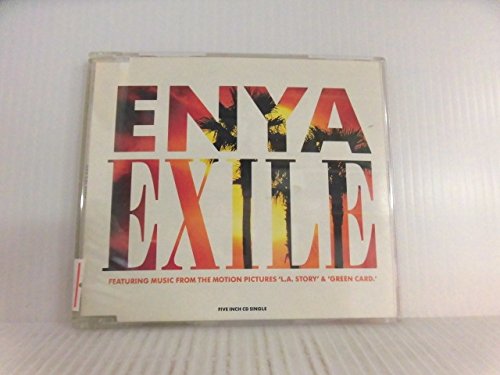 ENYA
EXILE
FEATURING MUSIC FROM THE MOTION PICTURES 'L.A. STORY' & 'GREEN CARD.'
FIVE INCH CD SINGLE